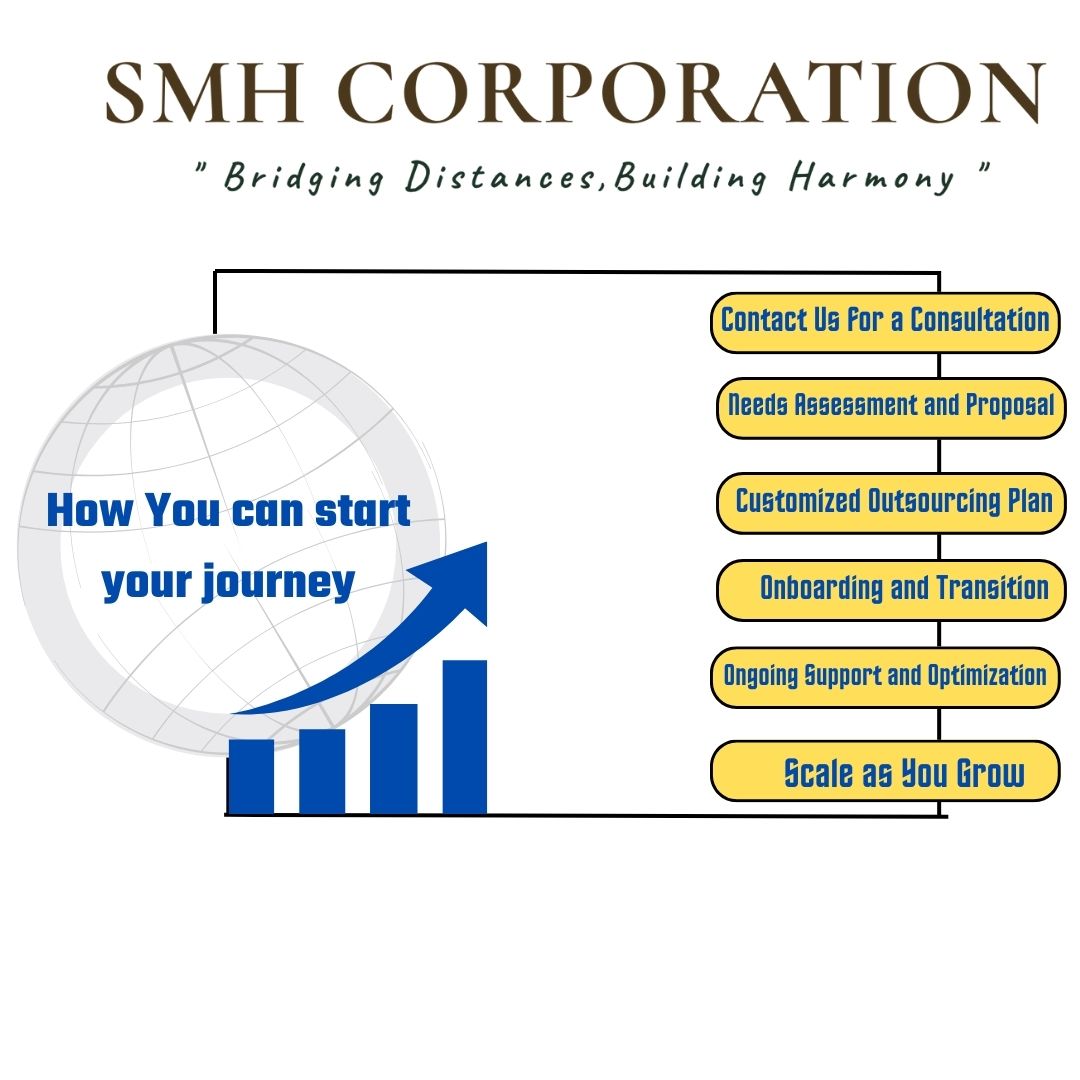 SMH CORPORATION
" Bridging Distances,Building Harmony "
How You can start
your journey
Contact Us for a Consultation
Needs Assessment and Proposal
Customized Outsourcing Plan
Onboarding and Transition
Ongoing Support and Optimization
Scale as You Grow